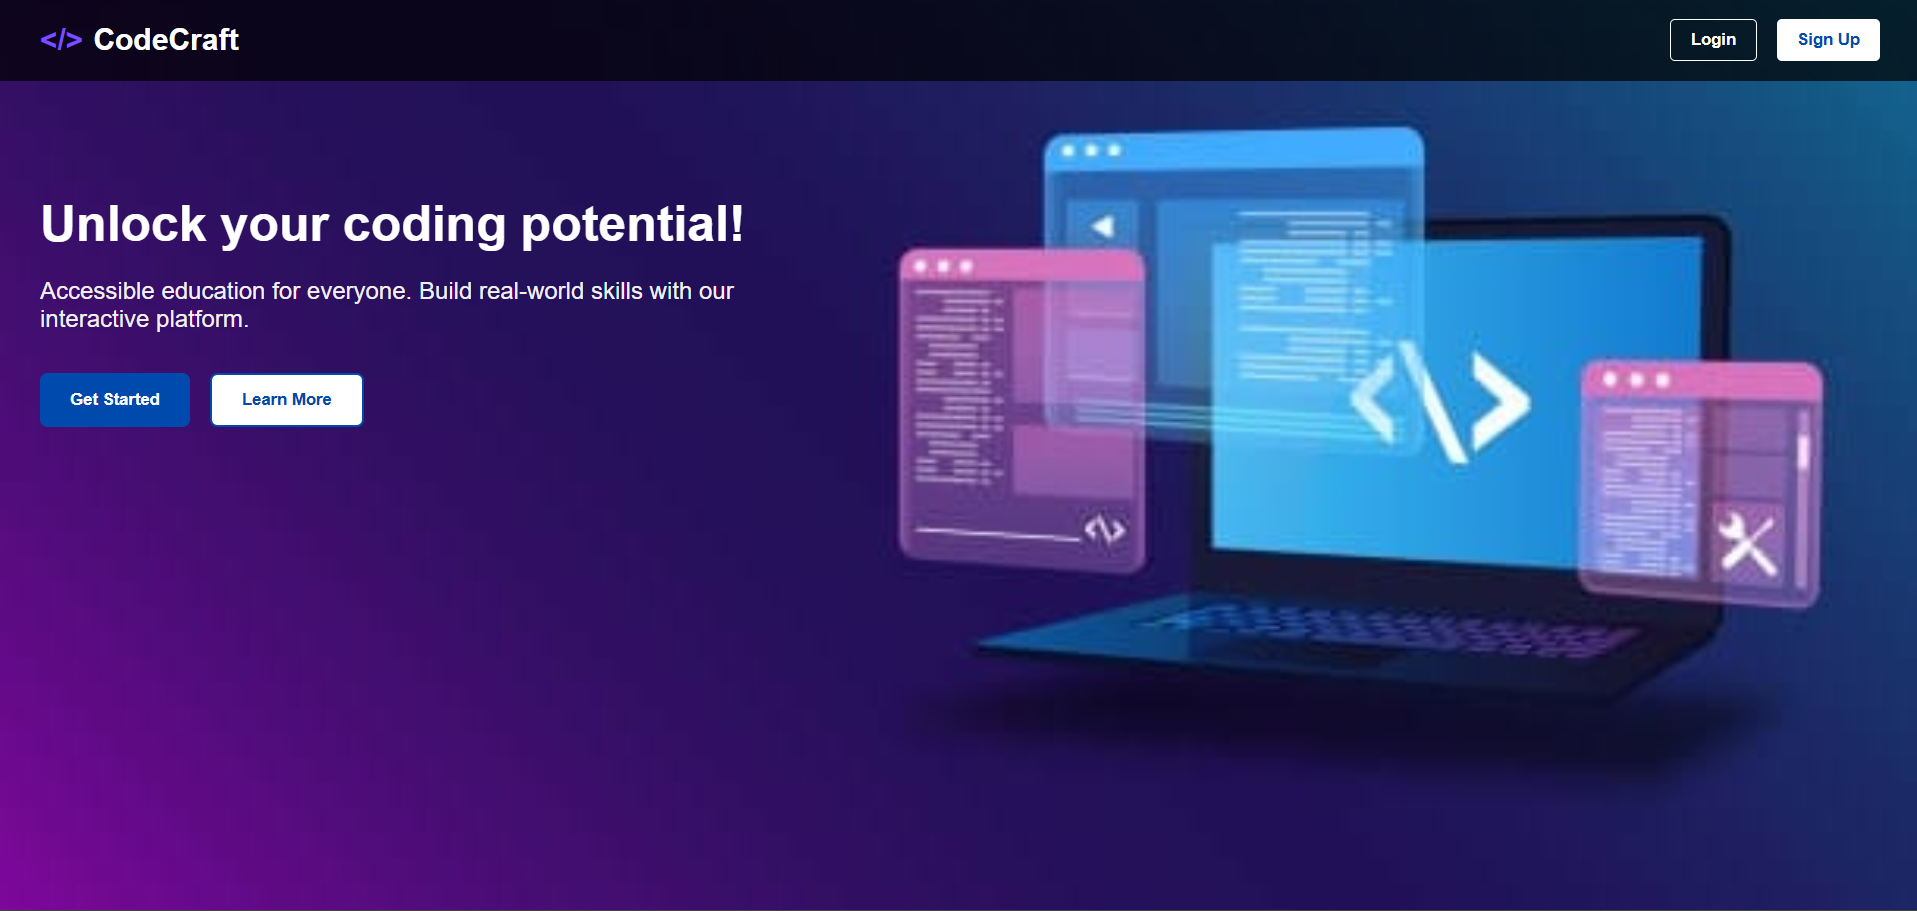 </> CodeCraft
Login
Sign Up
Unlock your coding potential!
Accessible education for everyone. Build real-world skills with our
interactive platform.
Get Started
Learn More
<\>